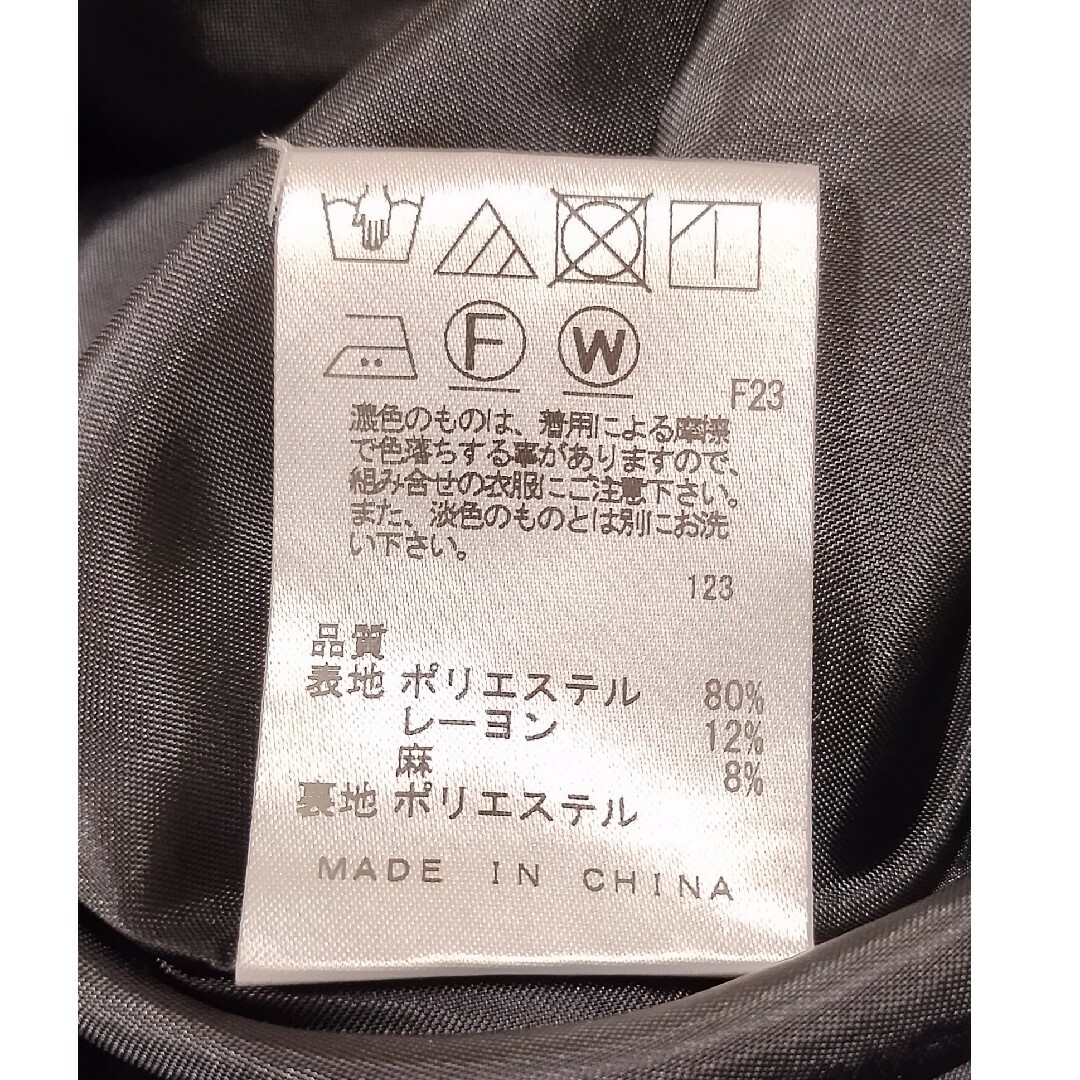 F W F23
濃色のものは、着用による摩擦
で色落ちする事がありますので、
組み合せの衣服にご注意下さい。
また、淡色のものとは別にお洗
い下さい。
123
品質
表地 ポリエステル 80%
レーヨン 12%
麻 8%
裏地 ポリエステル
MADE IN CHINA